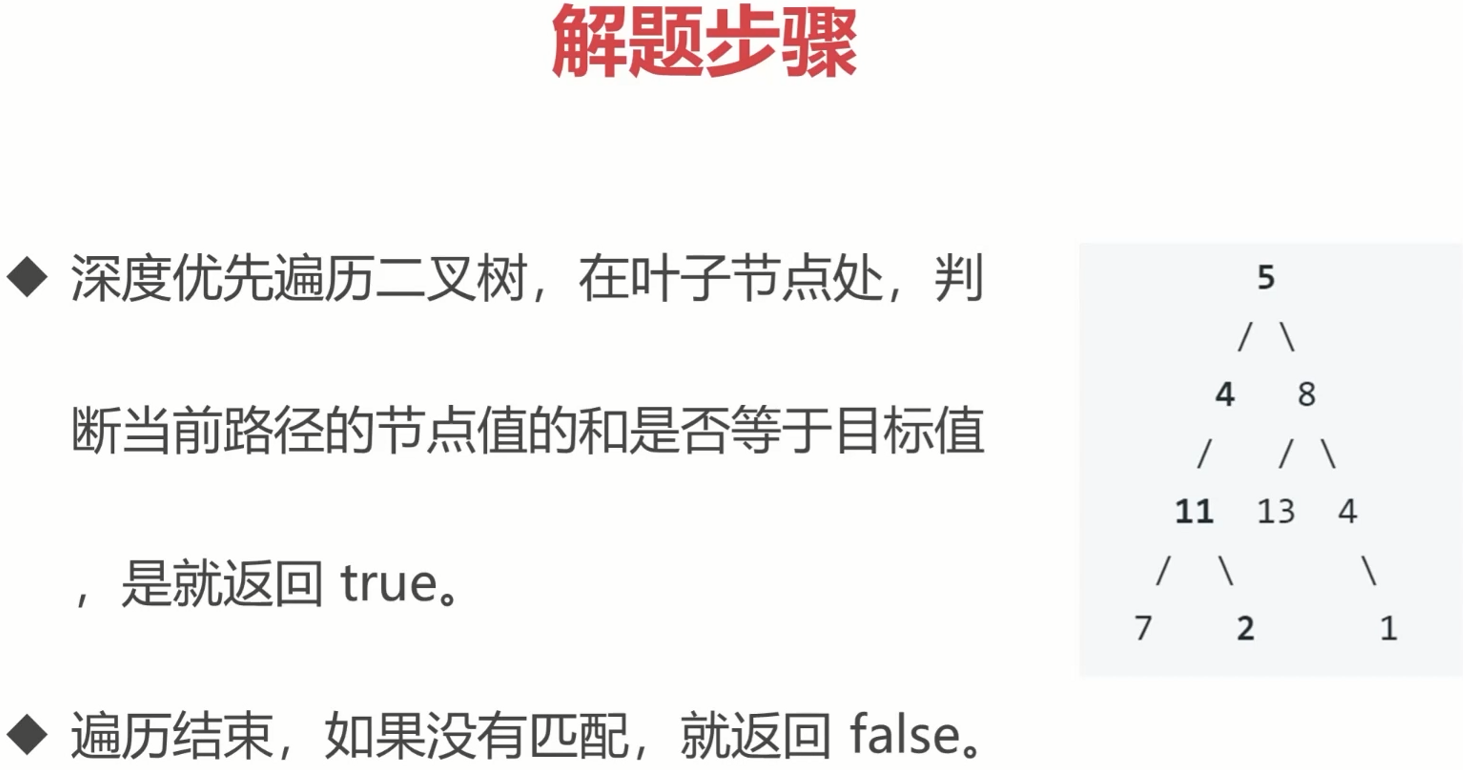 解题步骤
◆ 深度优先遍历二叉树，在叶子节点处，判
断当前路径的节点值的和是否等于目标值
，是就返回 true。
◆ 遍历结束，如果没有匹配，就返回 false。
5
/ \
4 8
/ / \
11 13 4
/ \ \
7 2 1